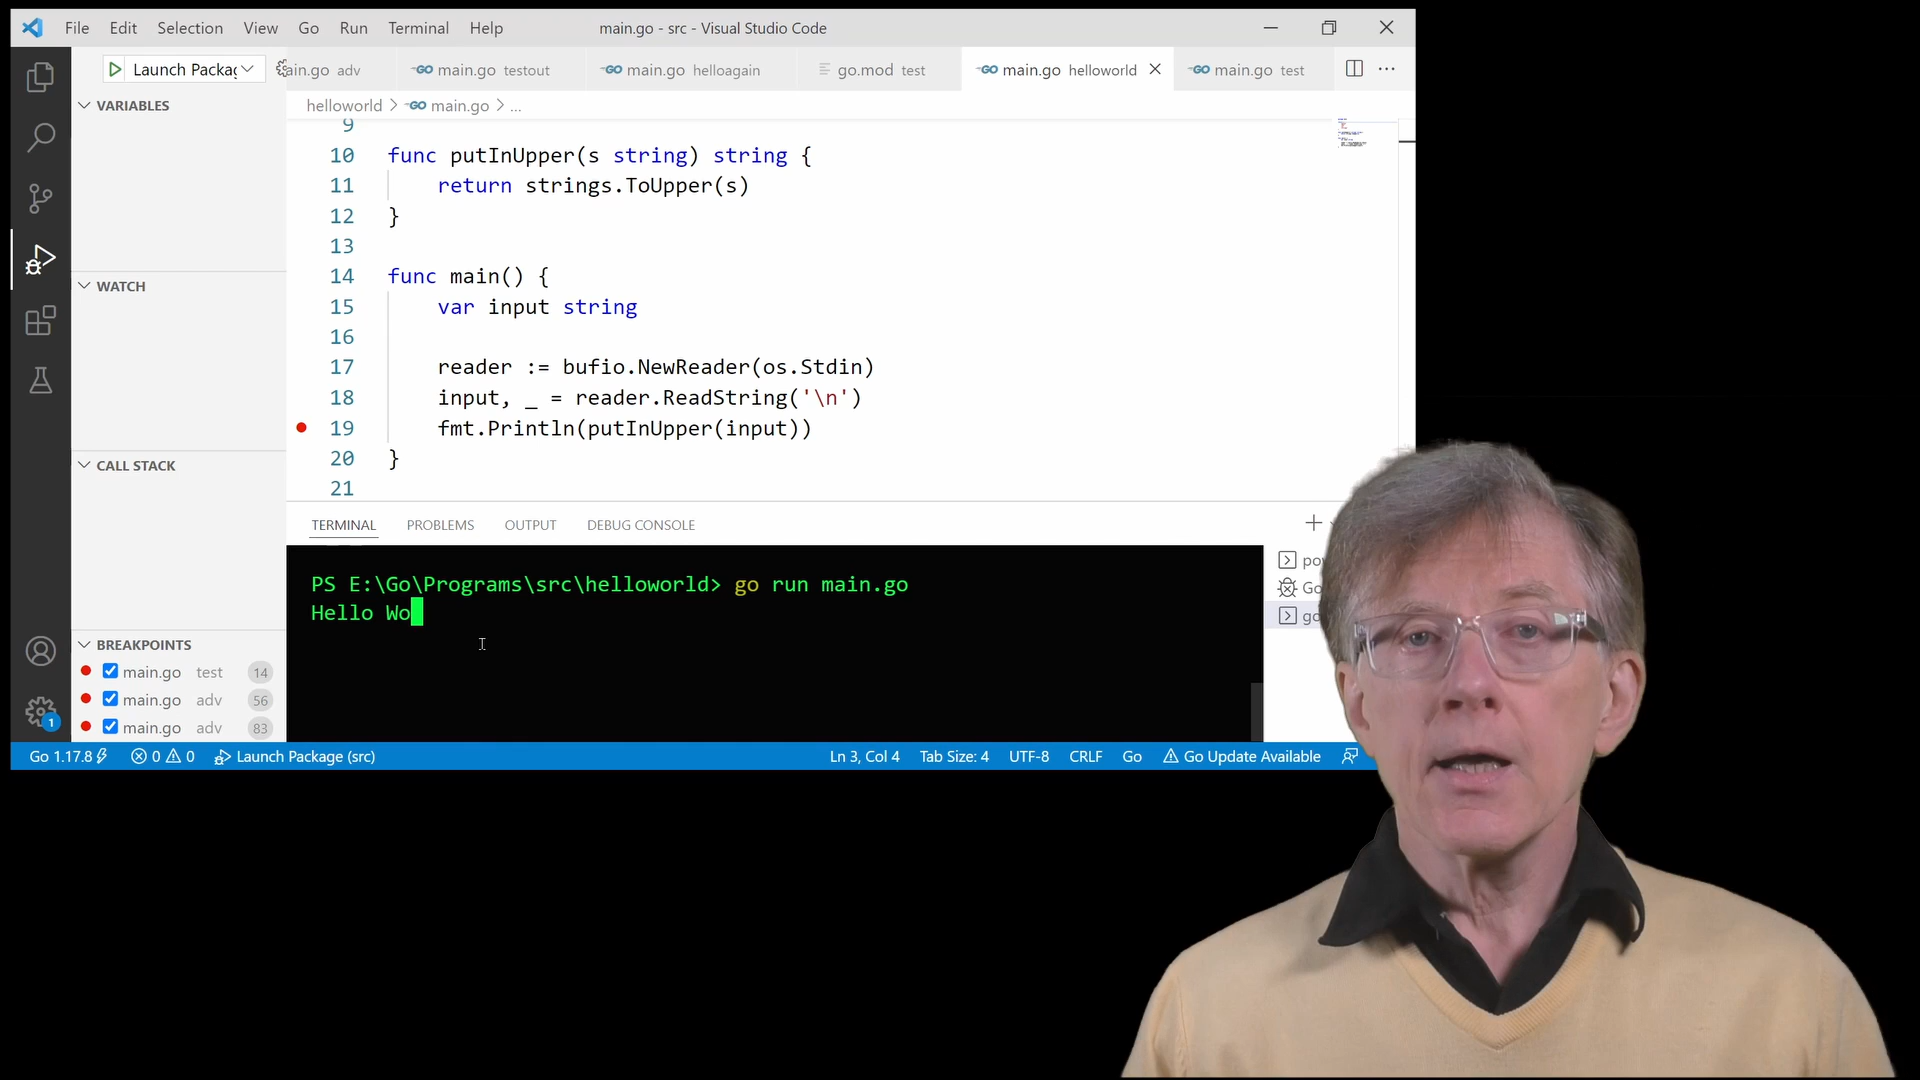 File Edit Selection View Go Run Terminal Help main.go - src - Visual Studio Code
Launch Packag ain.go adv main.go testout main.go helloagain go.mod test main.go helloworld main.go test
VARIABLES
helloworld > main.go > ...
9
10 func putInUpper(s string) string {
11 return strings.ToUpper(s)
12 }
13
14 func main() {
15 var input string
16
17 reader := bufio.NewReader(os.Stdin)
18 input, _ = reader.ReadString('\n')
19 fmt.Println(putInUpper(input))
20 }
21
WATCH
CALL STACK
TERMINAL PROBLEMS OUTPUT DEBUG CONSOLE
PS E:\Go\Programs\src\helloworld> go run main.go
Hello Wo
po
Go
go
BREAKPOINTS
main.go test 14
main.go adv 56
main.go adv 83
1
Go 1.17.8 0 0 Launch Package (src) Ln 3, Col 4 Tab Size: 4 UTF-8 CRLF Go Go Update Available